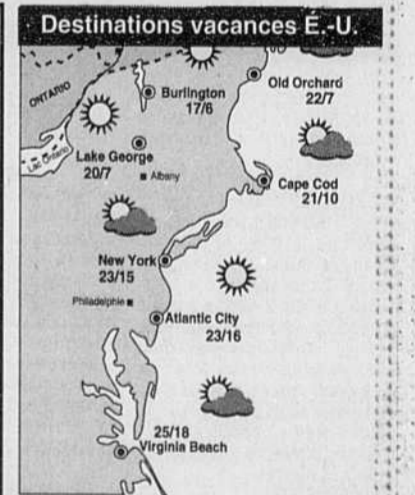 Destinations vacances É.-U.
ONTARIO
Burlington
17/6
Old Orchard
22/7
Lac Ontario
Lake George
20/7
Albany
Cape Cod
21/10
New York
23/15
Philadelphie
Atlantic City
23/16
25/18
Virginia Beach